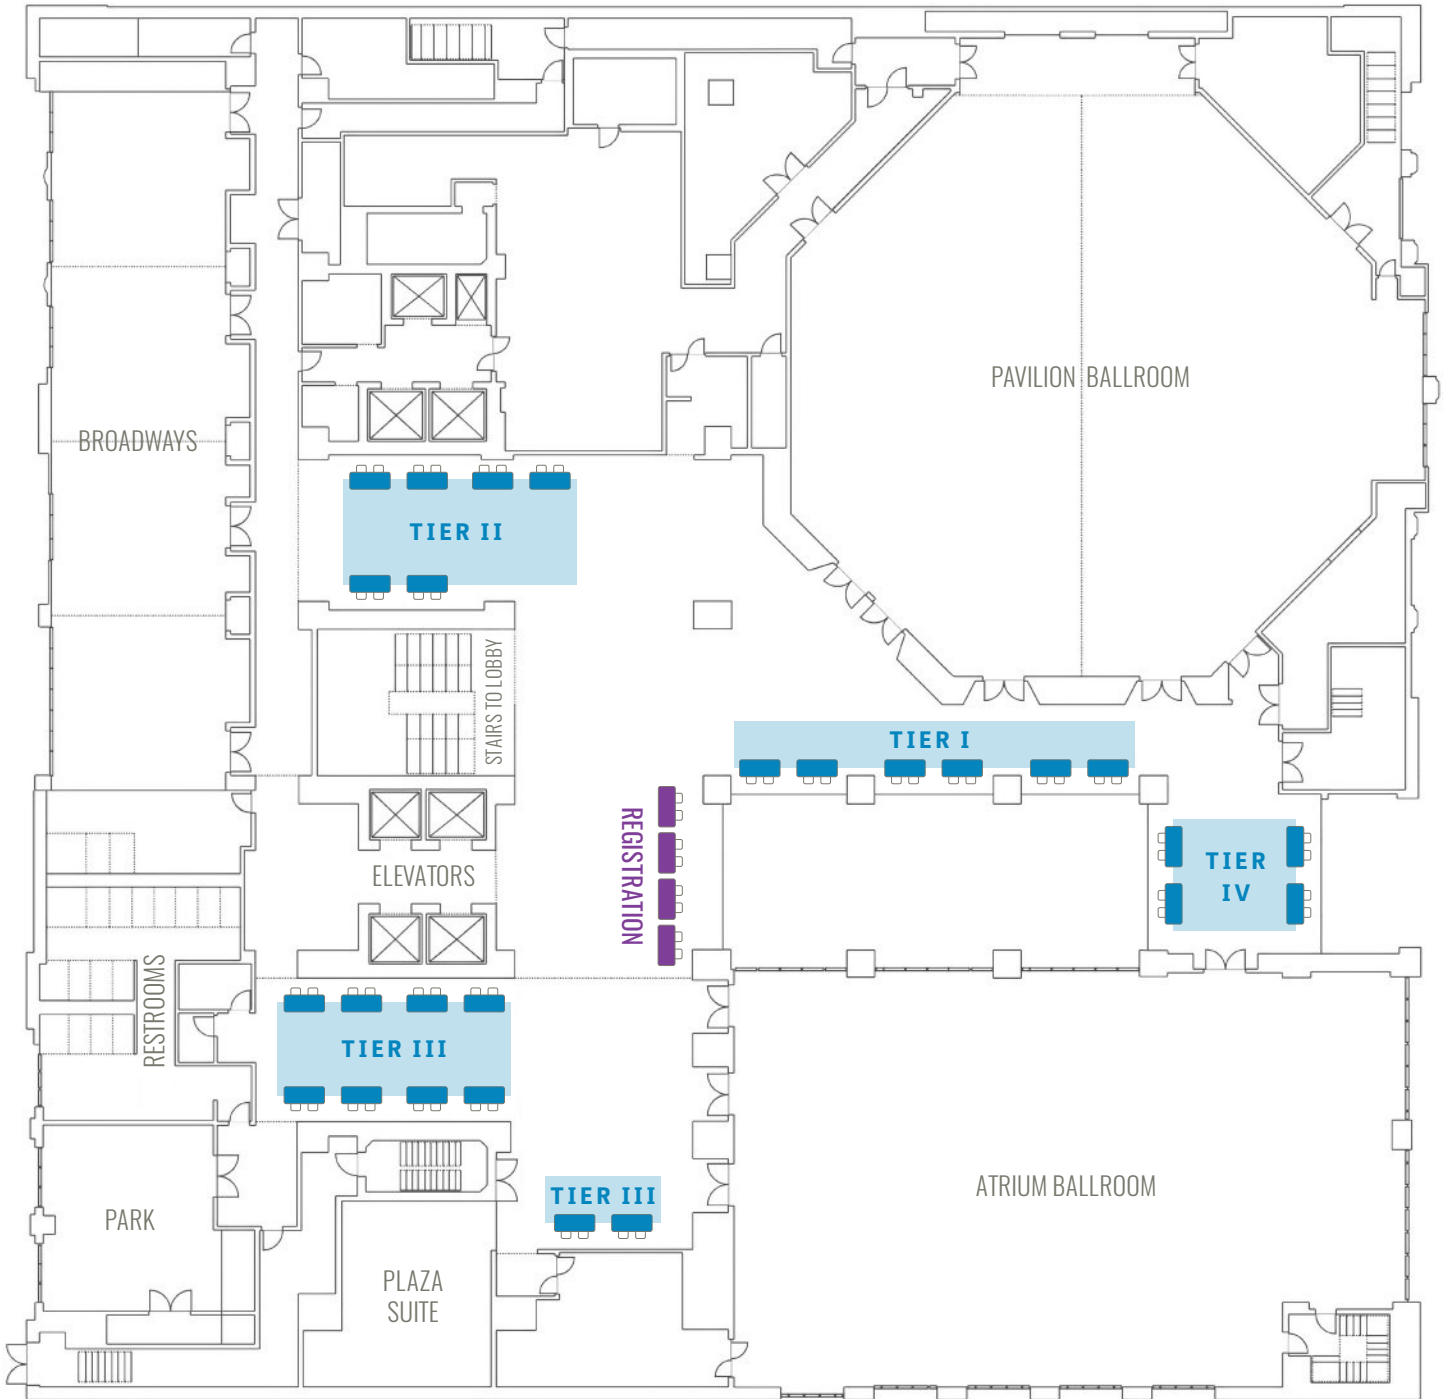 PAVILION BALLROOM
BROADWAYS
TIER II
STAIRS TO LOBBY
TIER I
REGISTRATION
TIER
IV
ELEVATORS
RESTROOMS
TIER III
TIER III
ATRIUM BALLROOM
PARK
PLAZA
SUITE